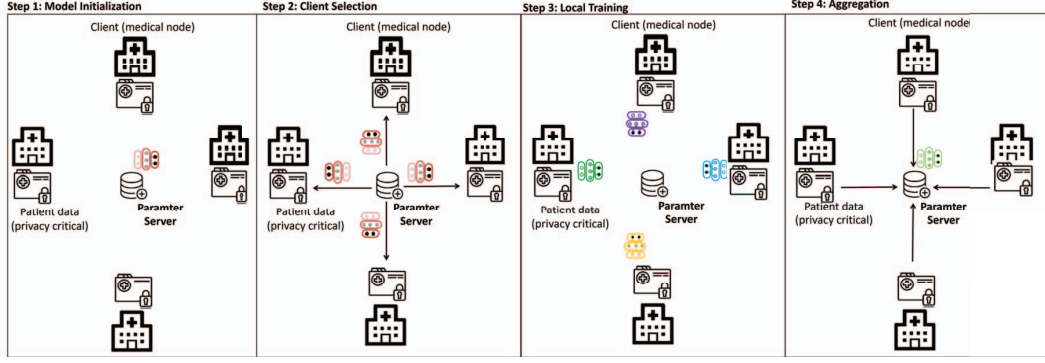 Step 1: Model Initialization
Client (medical node)
Patient data
(privacy critical)
Paramter
Server
Step 2: Client Selection
Client (medical node)
Patient data
(privacy critical)
Paramter
Server
Step 3: Local Training
Client (medical node)
Patient data
(privacy critical)
Paramter
Server
Step 4: Aggregation
Client (medical node)
Patient data
(privacy critical)
Paramter
Server